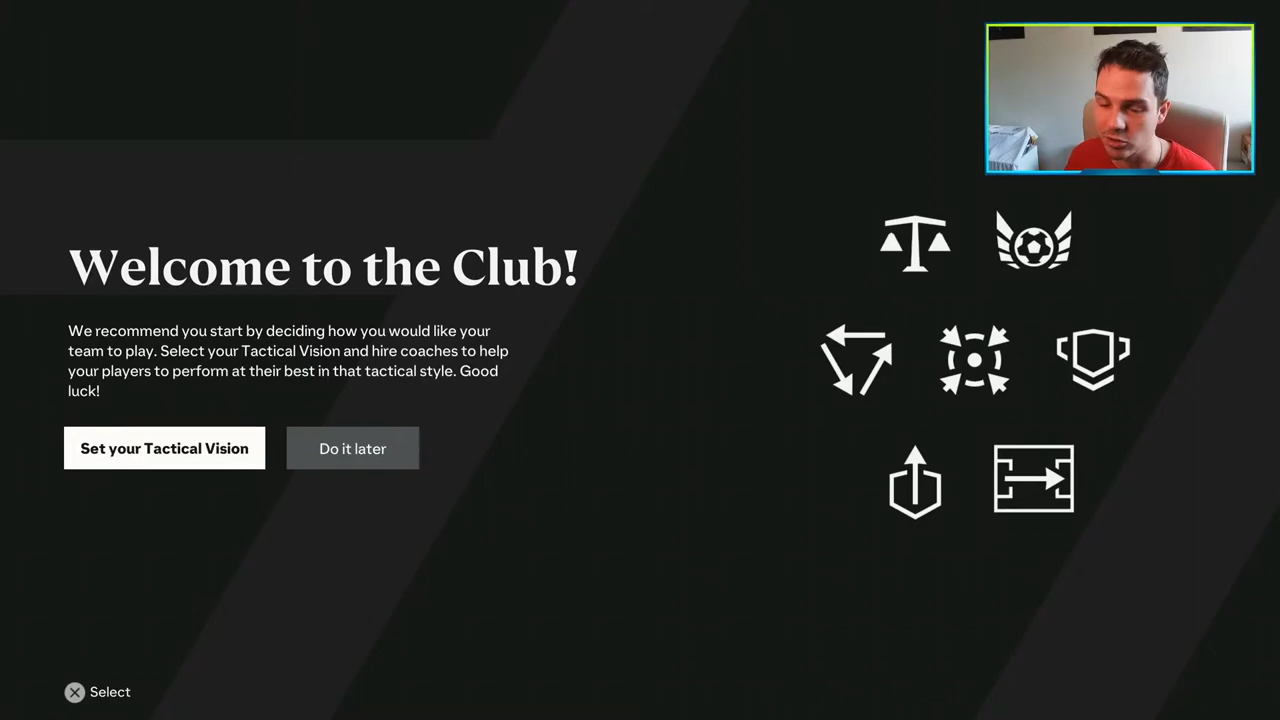 Welcome to the Club!
We recommend you start by deciding how you would like your
team to play. Select your Tactical Vision and hire coaches to help
your players to perform at their best in that tactical style. Good
luck!
Set your Tactical Vision
Do it later
Select